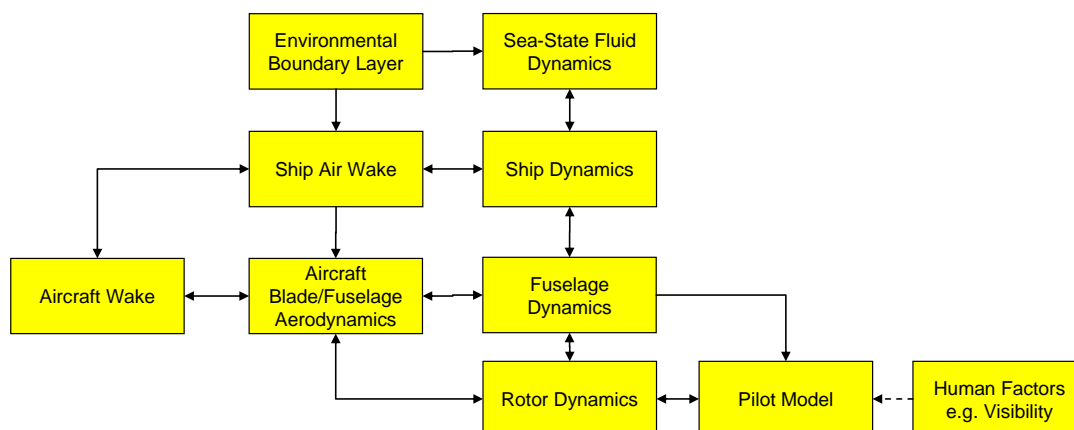 Environmental
Boundary Layer
Sea-State Fluid
Dynamics
Ship Air Wake
Ship Dynamics
Aircraft Wake
Aircraft
Blade/Fuselage
Aerodynamics
Fuselage
Dynamics
Rotor Dynamics
Pilot Model
Human Factors
e.g. Visibility